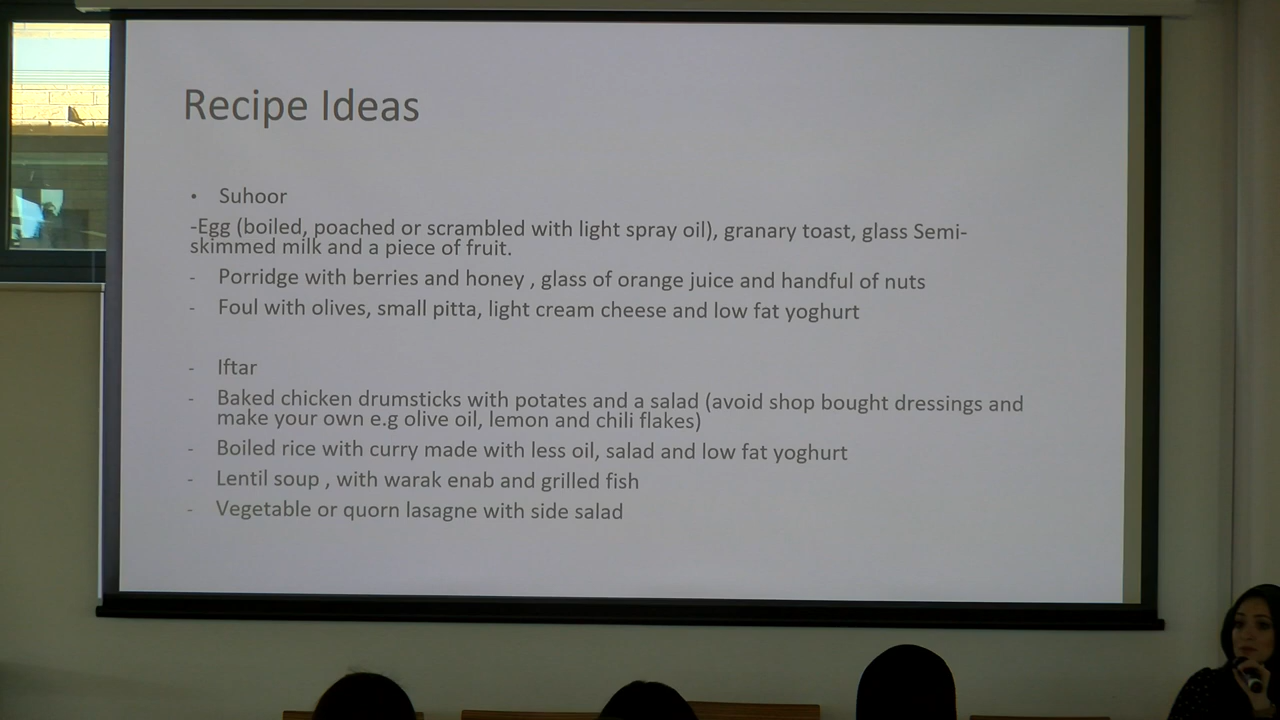 Recipe Ideas
• Suhoor
-Egg (boiled, poached or scrambled with light spray oil), granary toast, glass Semi-
skimmed milk and a piece of fruit.
- Porridge with berries and honey , glass of orange juice and handful of nuts
- Foul with olives, small pitta, light cream cheese and low fat yoghurt
- Iftar
- Baked chicken drumsticks with potates and a salad (avoid shop bought dressings and
make your own e.g olive oil, lemon and chili flakes)
- Boiled rice with curry made with less oil, salad and low fat yoghurt
- Lentil soup , with warak enab and grilled fish
- Vegetable or quorn lasagne with side salad